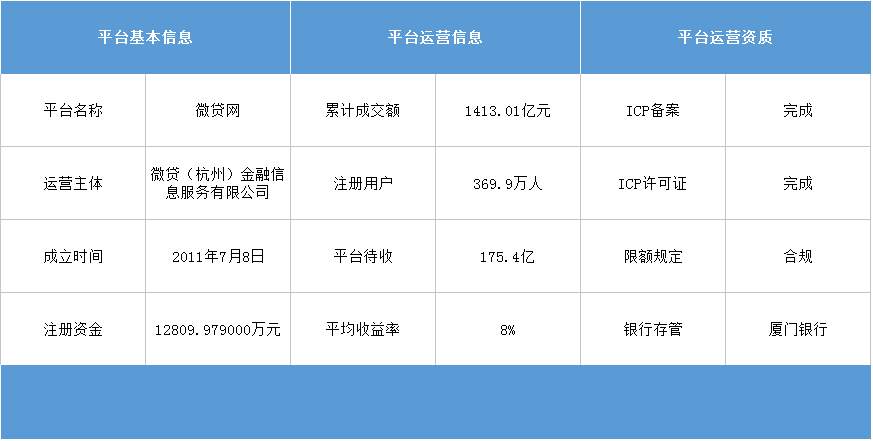 平台基本信息 平台运营信息 平台运营资质
平台名称 微贷网 累计成交额 1413.01亿元 ICP备案 完成
运营主体 微贷（杭州）金融信 注册用户 369.9万人 ICP许可证 完成
息服务有限公司
成立时间 2011年7月8日 平台待收 175.4亿 限额规定 合规
注册资金 12809.979000万元 平均收益率 8% 银行存管 厦门银行